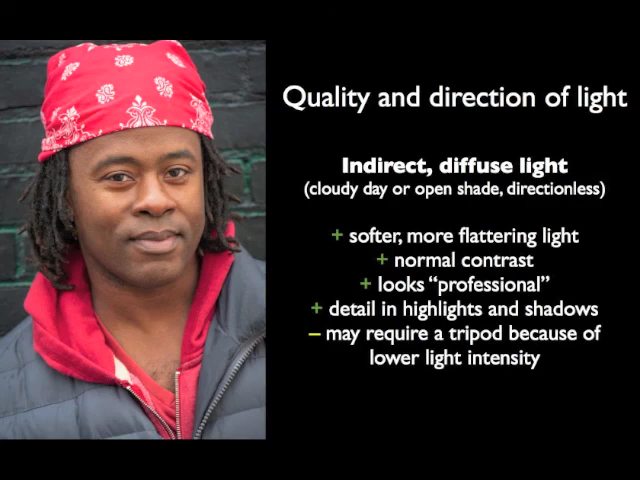 Quality and direction of light
Indirect, diffuse light
(cloudy day or open shade, directionless)
+ softer, more flattering light
+ normal contrast
+ looks “professional”
+ detail in highlights and shadows
– may require a tripod because of
lower light intensity